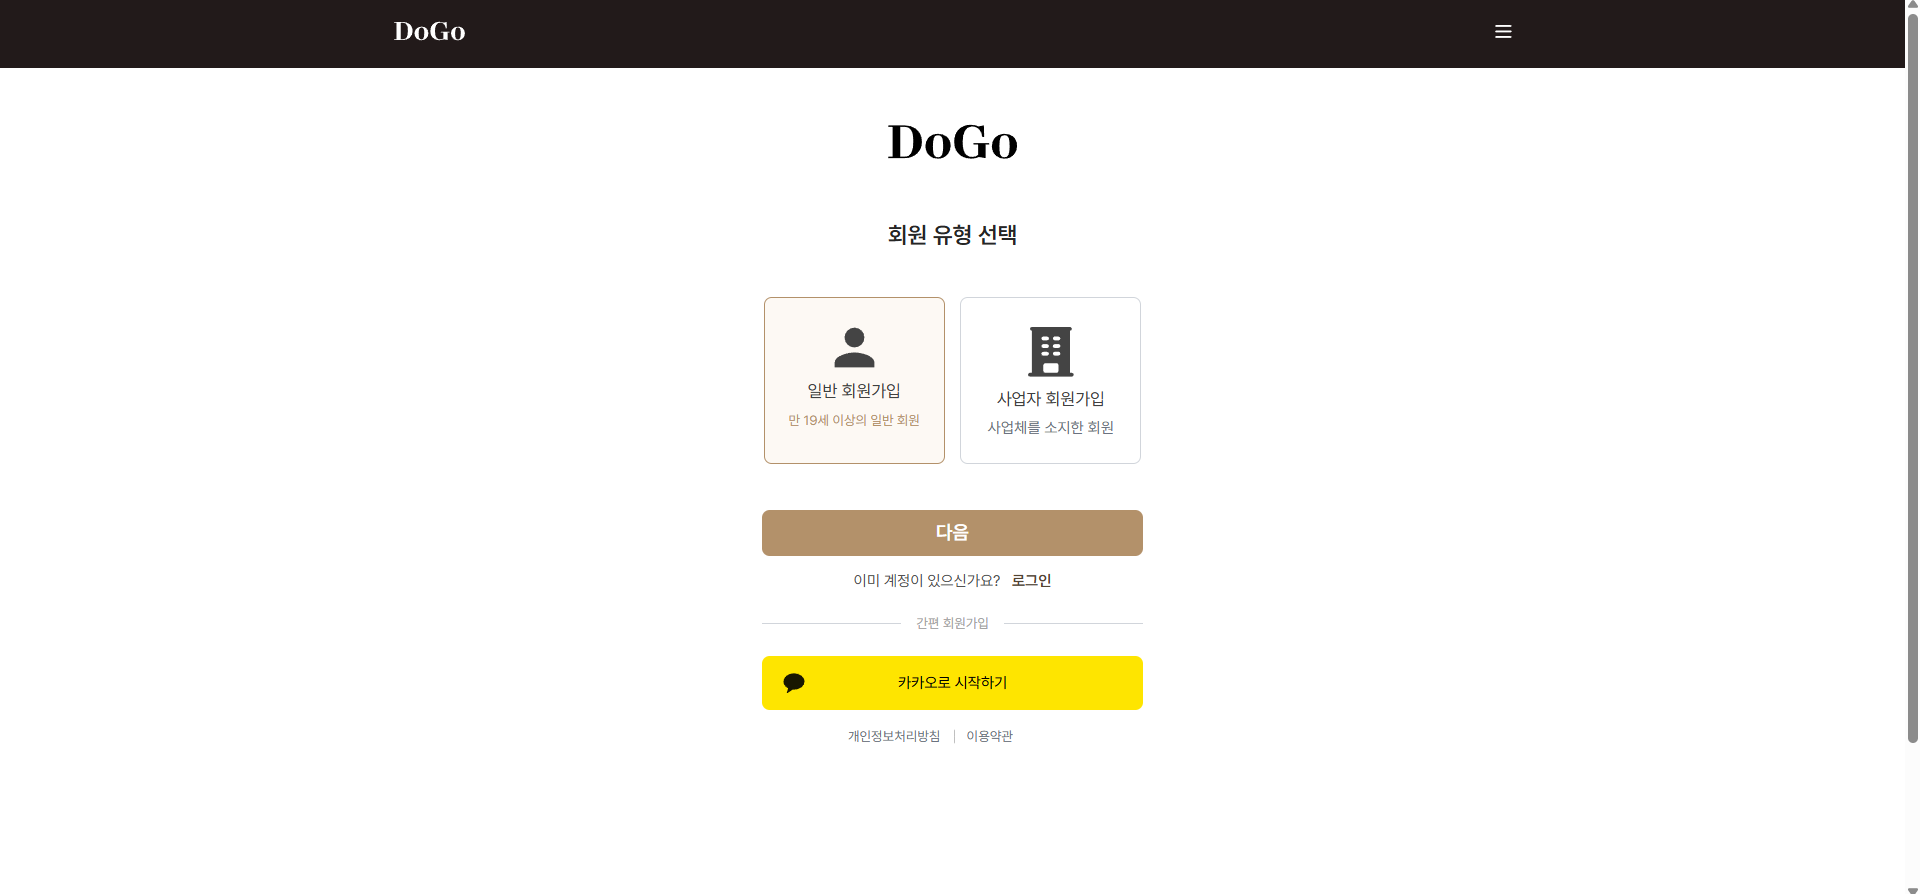 DoGo
DoGo
회원 유형 선택
일반 회원가입
만 19세 이상의 일반 회원
사업자 회원가입
사업체를 소지한 회원
다음
이미 계정이 있으신가요? 로그인
간편 회원가입
카카오로 시작하기
개인정보처리방침 | 이용약관